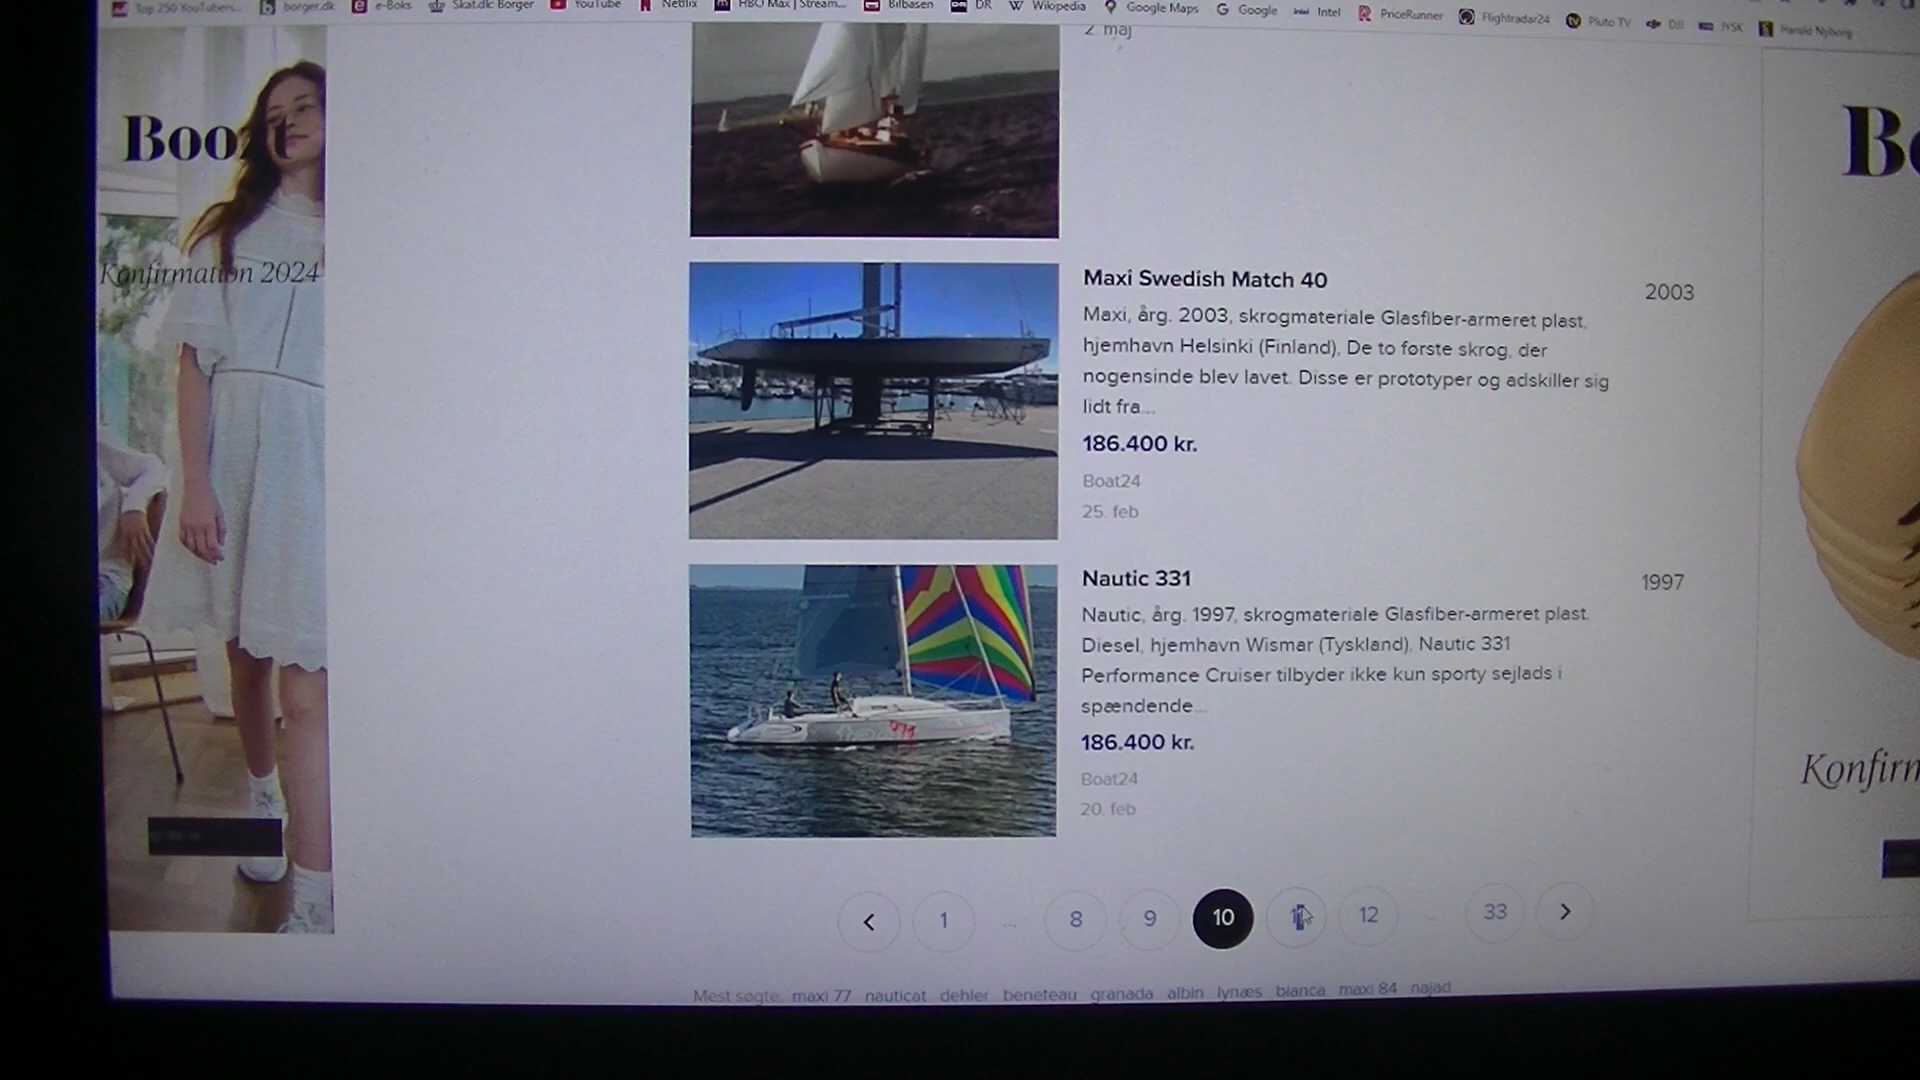 Top 250 YouTubers...
borger.dk
e-Boks
Skat.dk: Borger
YouTube
Netflix
HBO Max | Stream...
Bilbasen
DR
Wikipedia
Google Maps
Google
Intel
PriceRunner
Flightradar24
Pluto TV
DJI
JYSK
Harald Nyborg
2. maj
Konfirmation 2024
Maxi Swedish Match 40
2003
Maxi, årg. 2003, skrogmateriale Glasfiber-armeret plast,
hjemhavn Helsinki (Finland), De to første skrog, der
nogensinde blev lavet. Disse er prototyper og adskiller sig
lidt fra...
186.400 kr.
Boat24
25. feb
Nautic 331
1997
Nautic, årg. 1997, skrogmateriale Glasfiber-armeret plast,
Diesel, hjemhavn Wismar (Tyskland), Nautic 331
Performance Cruiser tilbyder ikke kun sporty sejlads i
spændende...
186.400 kr.
Boat24
20. feb
1 ... 8 9 10 11 12 ... 33
Mest søgte: maxi 77 nauticat dehler beneteau granada albin lynæs bianca maxi 84 najad